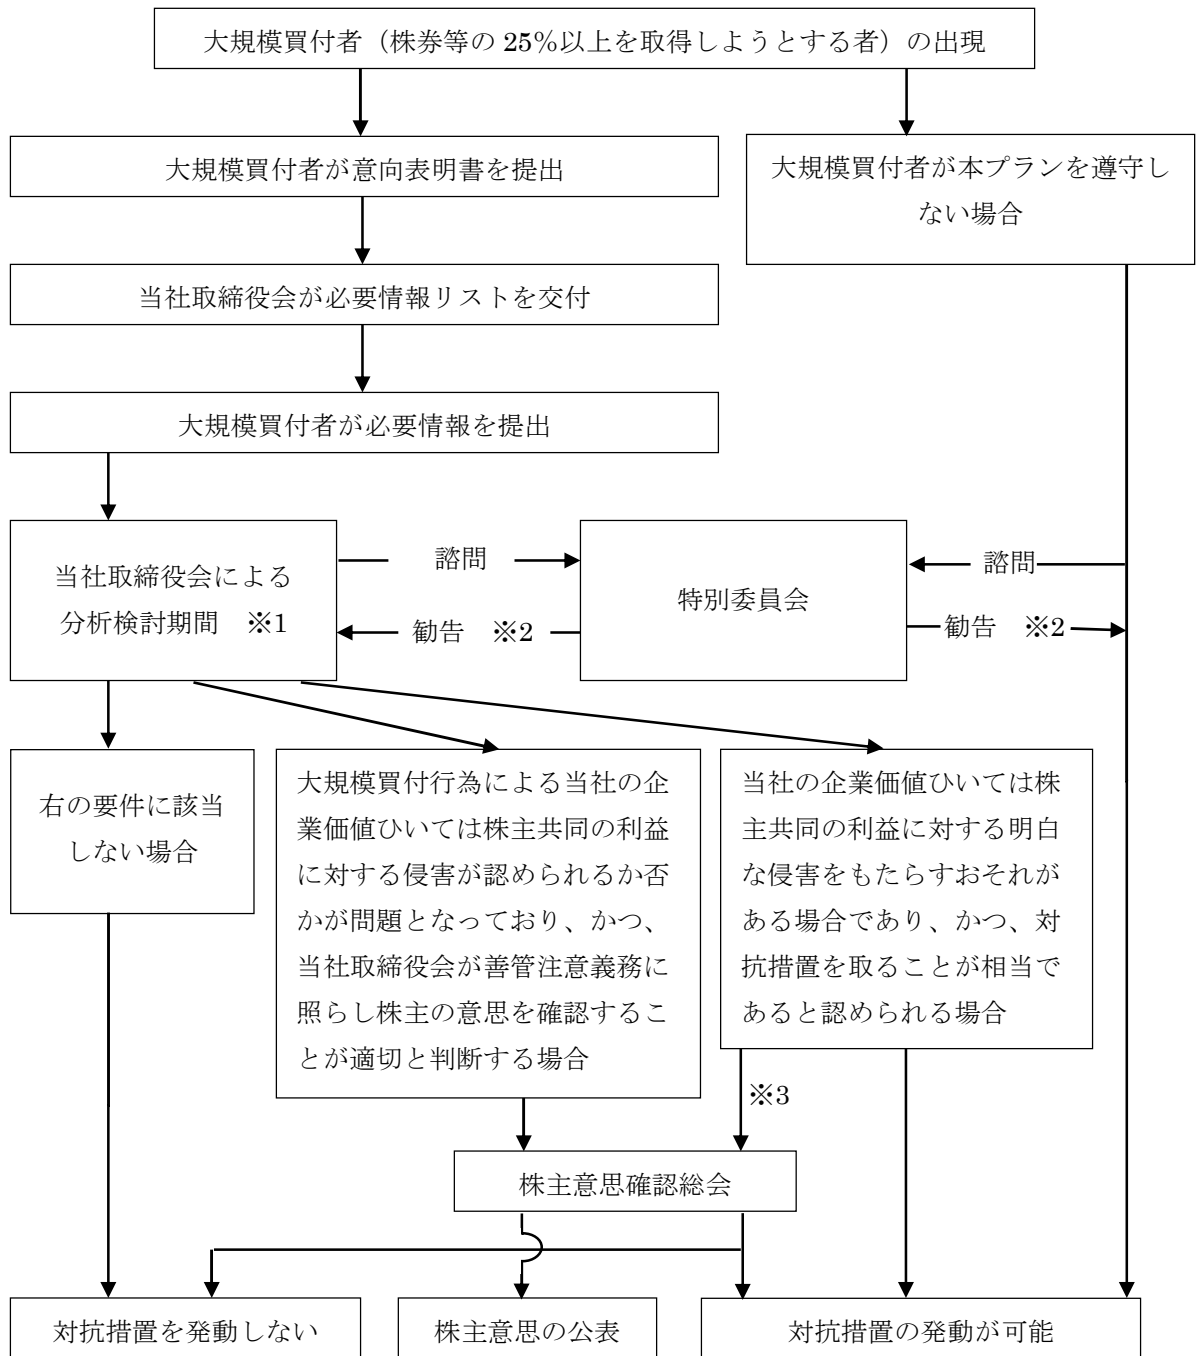 大規模買付者（株券等の 25%以上を取得しようとする者）の出現
大規模買付者が意向表明書を提出
大規模買付者が本プランを遵守し
ない場合
当社取締役会が必要情報リストを交付
大規模買付者が必要情報を提出
当社取締役会による
分析検討期間　※1
諮問
勧告　※2
特別委員会
諮問
勧告　※2
右の要件に該当
しない場合
大規模買付行為による当社の企
業価値ひいては株主共同の利益
に対する侵害が認められるか否
かが問題となっており、かつ、
当社取締役会が善管注意義務に
照らし株主の意思を確認するこ
とが適切と判断する場合
当社の企業価値ひいては株
主共同の利益に対する明白
な侵害をもたらすおそれが
ある場合であり、かつ、対
抗措置を取ることが相当で
あると認められる場合
※3
株主意思確認総会
対抗措置を発動しない
株主意思の公表
対抗措置の発動が可能